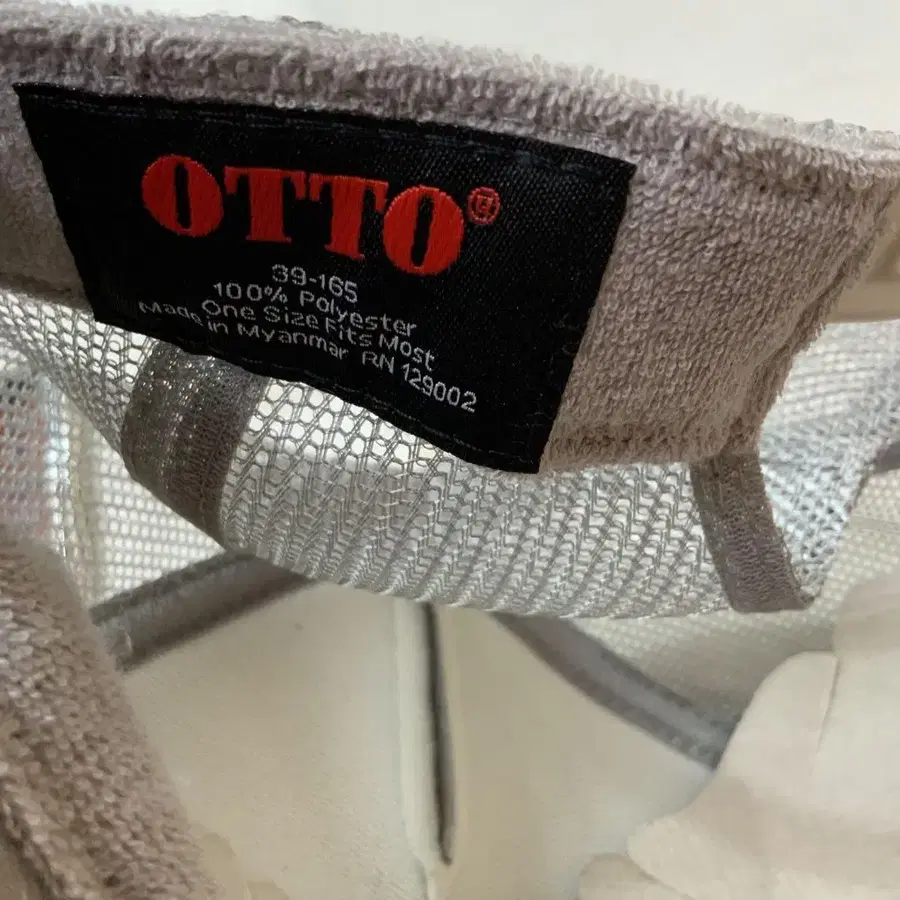 OTTO®
39-165
100% Polyester
One Size Fits Most
Made in Myanmar RN 129002